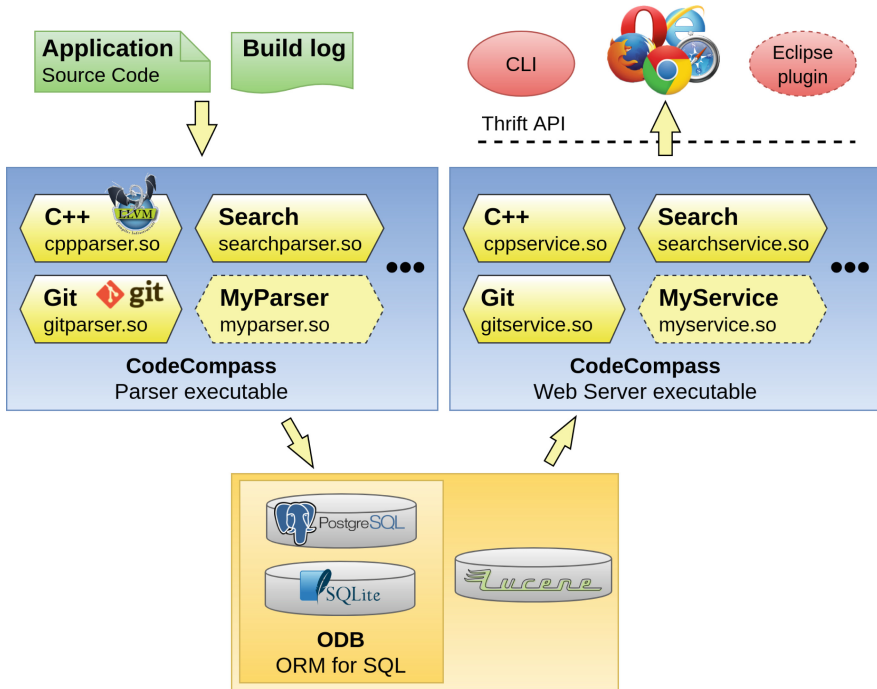 Application
Source Code
Build log
CLI
Eclipse
plugin
Thrift API
C++
cppparser.so
LLVM
Search
searchparser.so
Git
git
gitparser.so
MyParser
myparser.so
●●●
CodeCompass
Parser executable
C++
cppservice.so
Search
searchservice.so
Git
gitservice.so
MyService
myservice.so
●●●
CodeCompass
Web Server executable
PostgreSQL
SQLite
ODB
ORM for SQL
Lucene